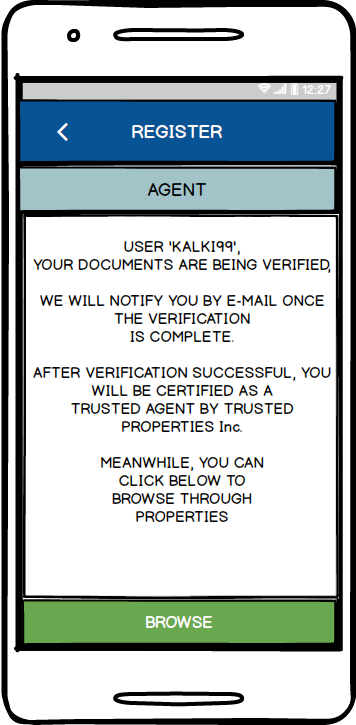 12:27
REGISTER
AGENT
USER 'KALKI99',
YOUR DOCUMENTS ARE BEING VERIFIED,
WE WILL NOTIFY YOU BY E-MAIL ONCE
THE VERIFICATION
IS COMPLETE.
AFTER VERIFICATION SUCCESSFUL, YOU
WILL BE CERTIFIED AS A
TRUSTED AGENT BY TRUSTED
PROPERTIES Inc.
MEANWHILE, YOU CAN
CLICK BELOW TO
BROWSE THROUGH
PROPERTIES
BROWSE